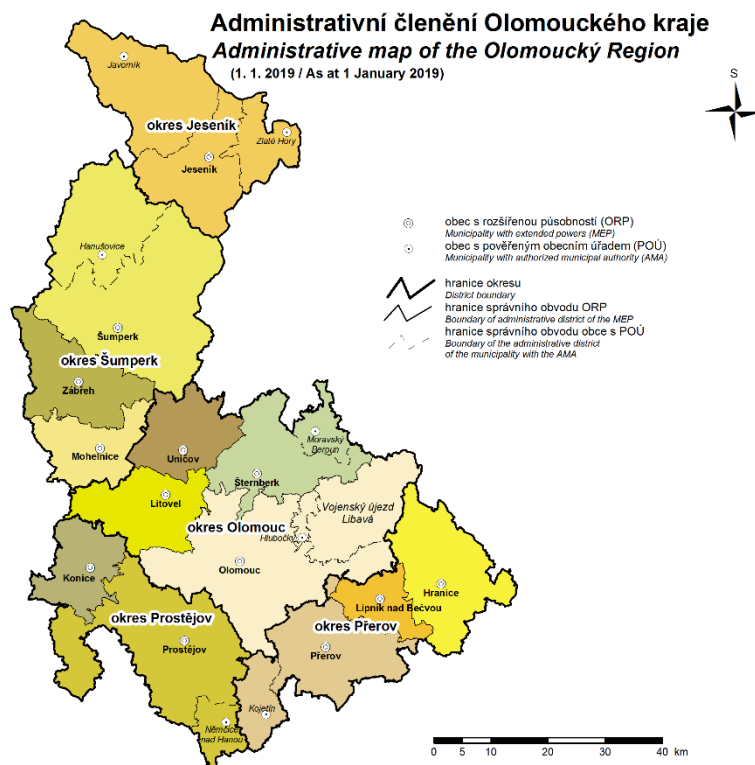 Administrativní členění Olomouckého kraje
Administrative map of the Olomoucký Region
(1. 1. 2019 / As at 1 January 2019)
S
Javorník
okres Jeseník
Zlaté Hory
Jeseník
obec s rozšířenou působností (ORP)
Municipality with extended powers (MEP)
obec s pověřeným obecním úřadem (POÚ)
Municipality with authorized municipal authority (AMA)
hranice okresu
District boundary
hranice správního obvodu ORP
Boundary of administrative district of the MEP
hranice správního obvodu obce s POÚ
Boundary of the administrative district
of the municipality with the AMA
Hanušovice
Šumperk
okres Šumperk
Zábřeh
Mohelnice
Uničov
Moravský
Beroun
Šternberk
Litovel
Vojenský újezd
Libavá
okres Olomouc
Hlubočky
Olomouc
Konice
Hranice
Lipník nad Bečvou
okres Prostějov
okres Přerov
Prostějov
Přerov
Kojetín
Němčice
nad Hanou
0 5 10 20 30 40 km